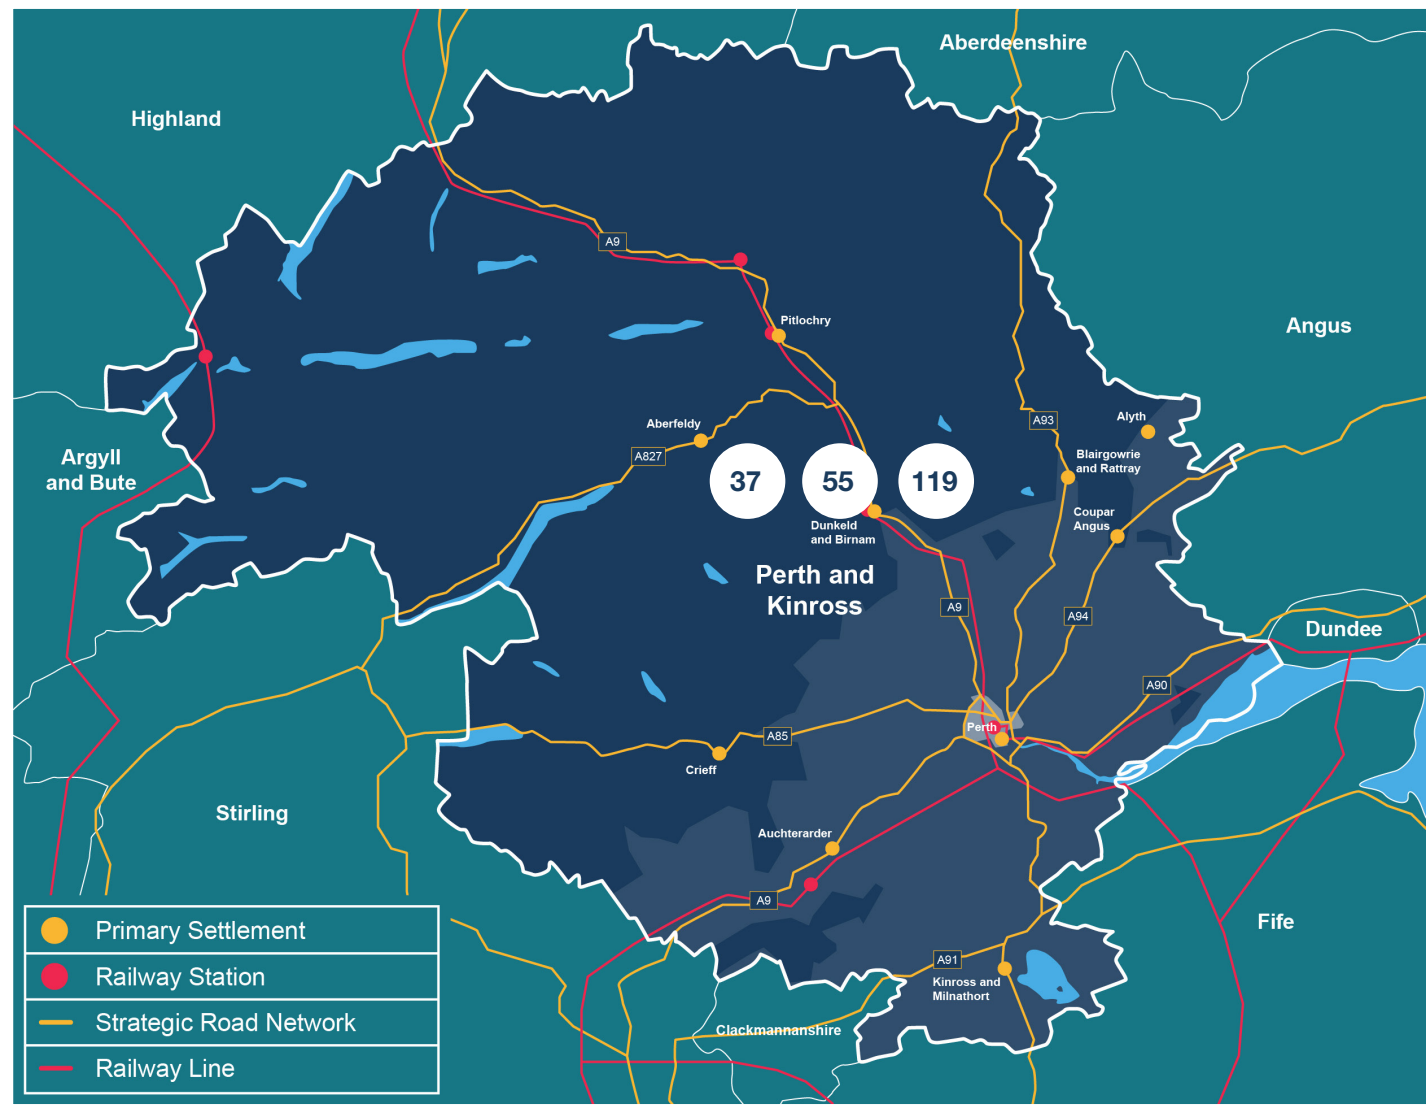 Aberdeenshire
Highland
A9
Pitlochry
Angus
Aberfeldy
A827
A93
Alyth
Argyll
and Bute
Blairgowrie
and Rattray
37
55
119
Coupar
Angus
Dunkeld
and Birnam
Perth and
Kinross
A9
A94
Dundee
A90
Perth
A85
Crieff
Stirling
Auchterarder
A9
Fife
A91
Kinross and
Milnathort
Clackmannanshire
Primary Settlement
Railway Station
Strategic Road Network
Railway Line